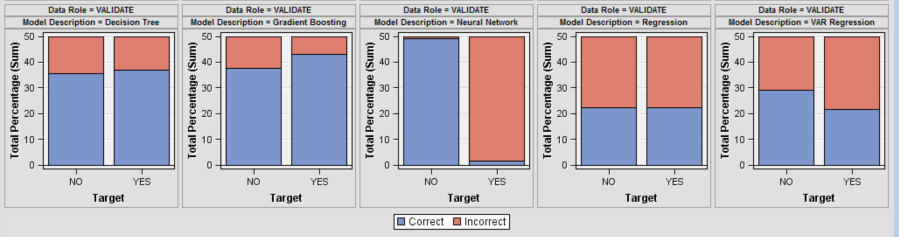 Data Role = VALIDATE
Model Description = Decision Tree
Total Percentage (Sum)
50
40
30
20
10
0
NO YES
Target
Data Role = VALIDATE
Model Description = Gradient Boosting
Total Percentage (Sum)
50
40
30
20
10
0
NO YES
Target
Data Role = VALIDATE
Model Description = Neural Network
Total Percentage (Sum)
50
40
30
20
10
0
NO YES
Target
Data Role = VALIDATE
Model Description = Regression
Total Percentage (Sum)
50
40
30
20
10
0
NO YES
Target
Data Role = VALIDATE
Model Description = VAR Regression
Total Percentage (Sum)
50
40
30
20
10
0
NO YES
Target
Correct Incorrect